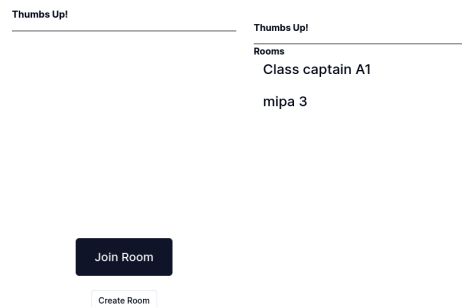 Thumbs Up!
Join Room
Create Room
Thumbs Up!
Rooms
Class captain A1
mipa 3